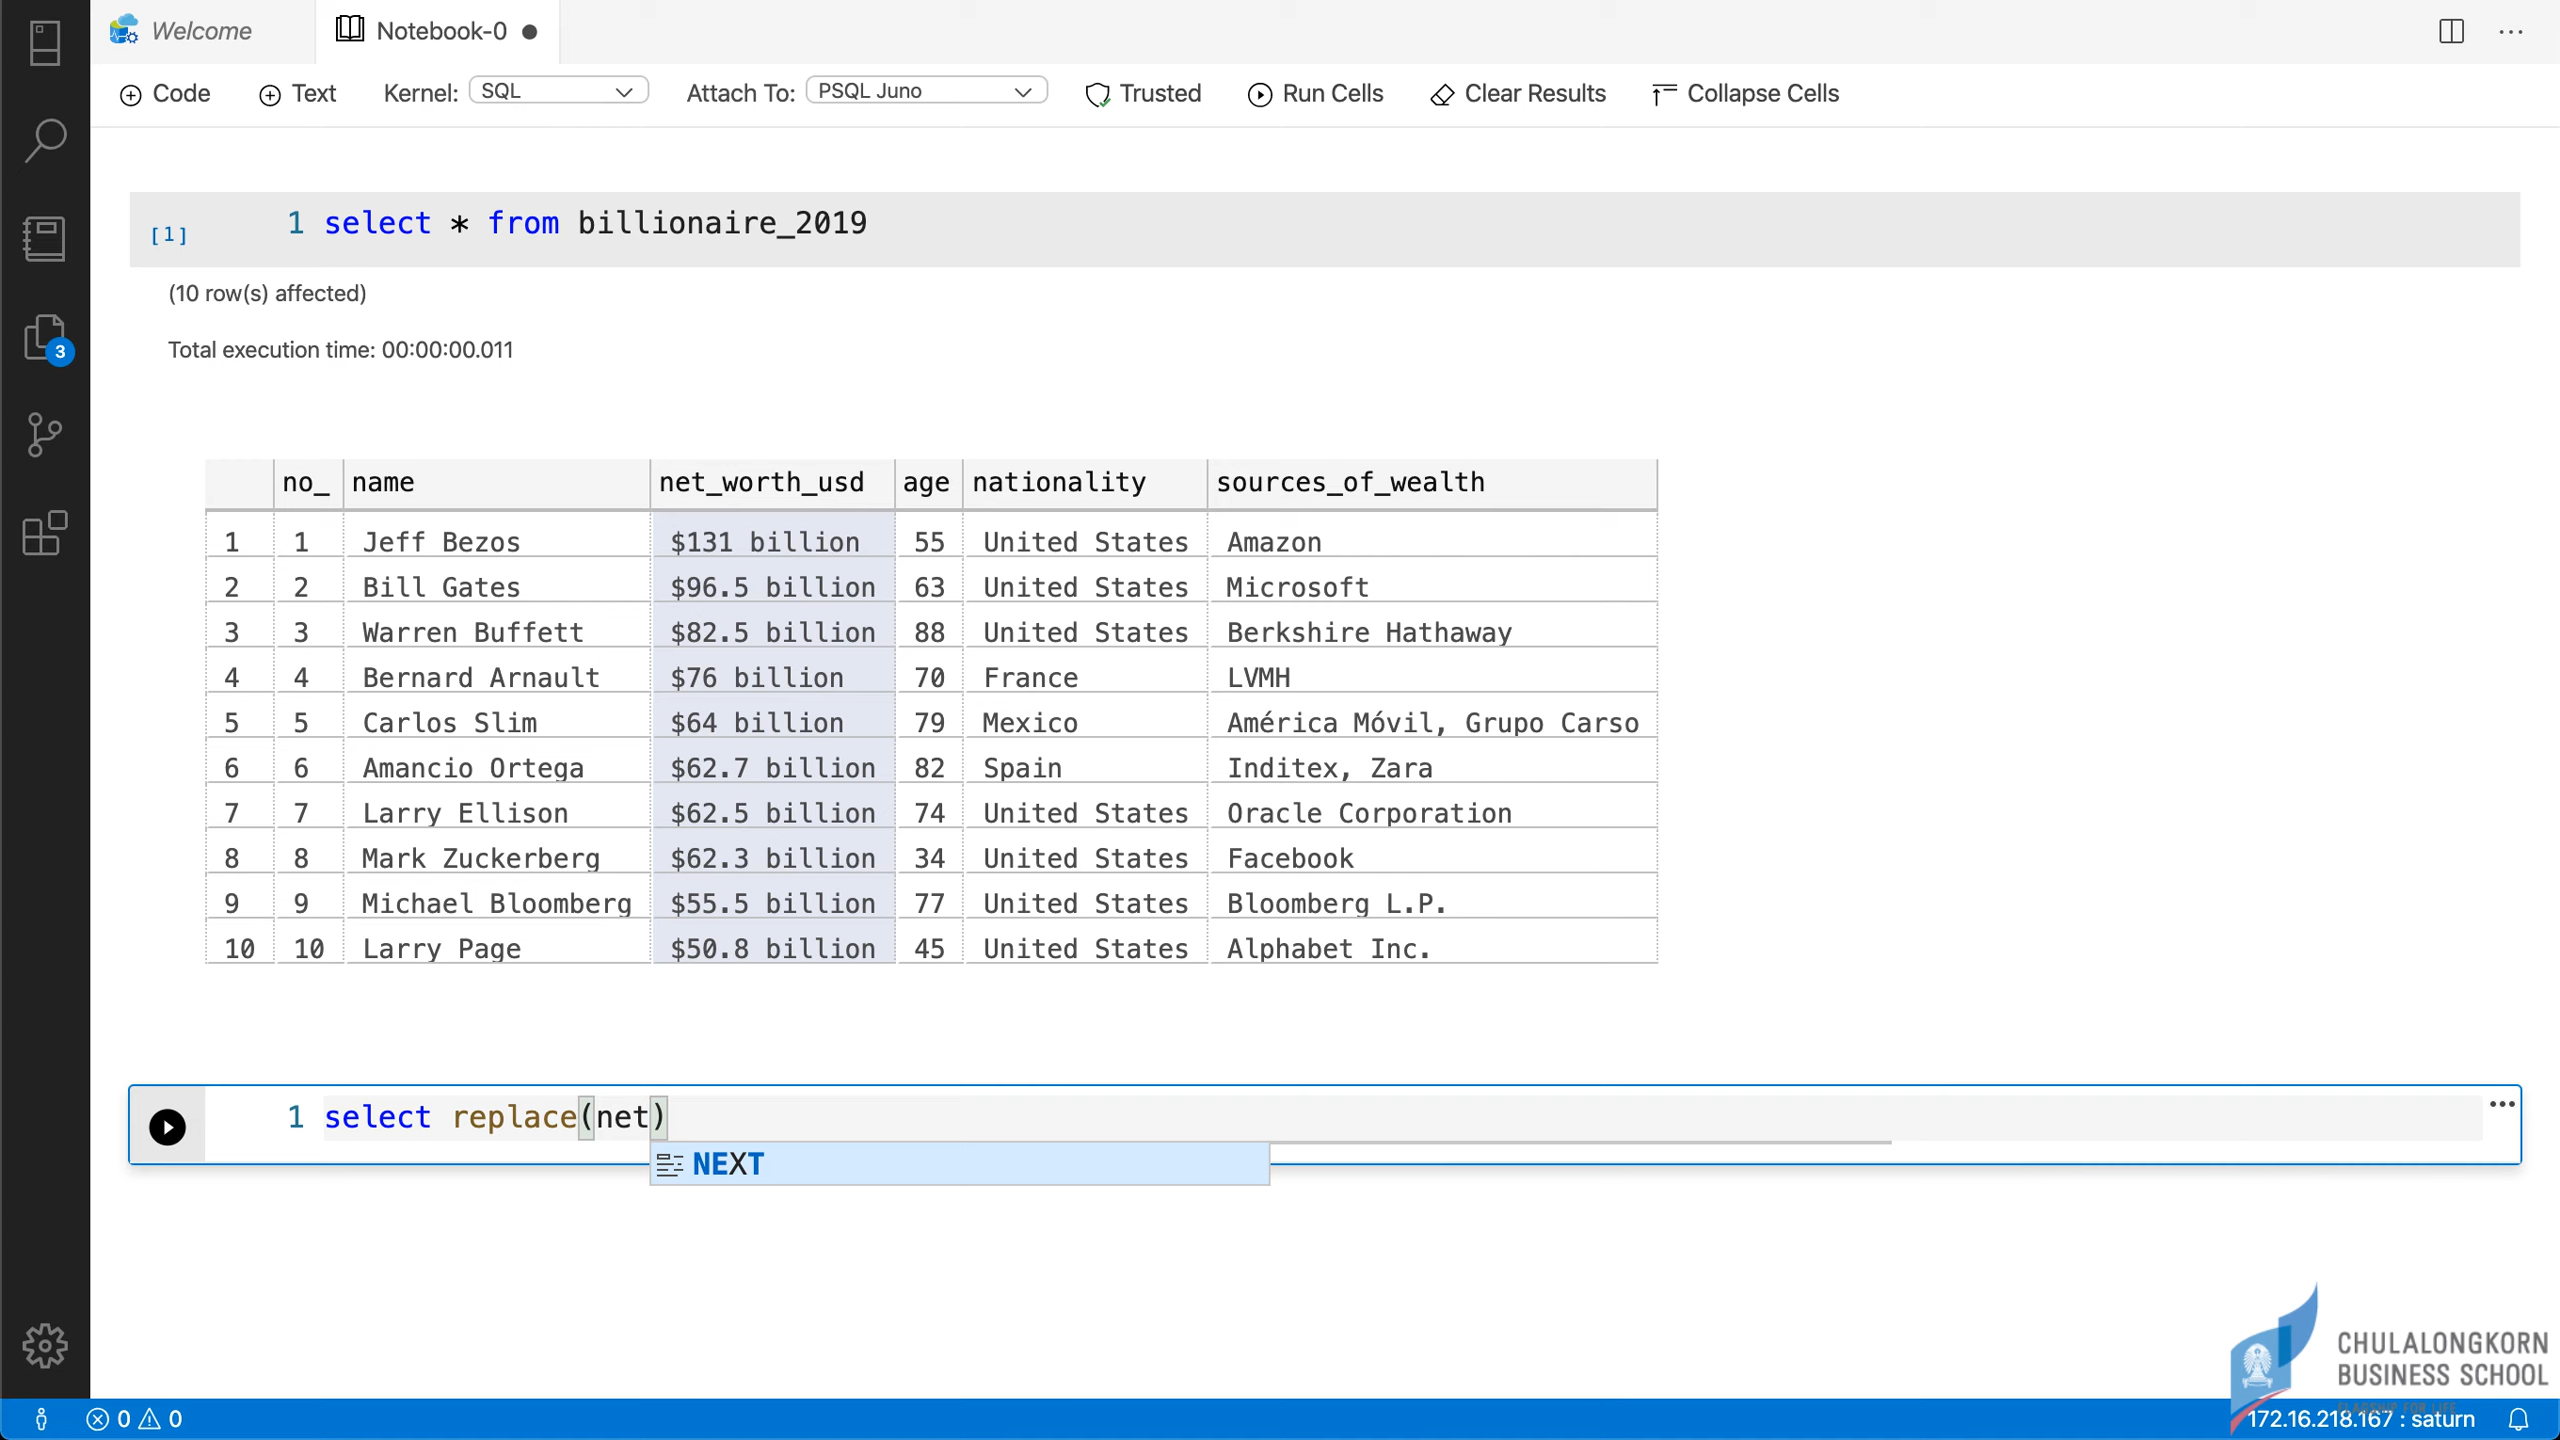 Welcome
Notebook-0
Code Text Kernel: SQL Attach To: PSQL Juno Trusted Run Cells Clear Results Collapse Cells
[1] 1 select * from billionaire_2019
(10 row(s) affected)
Total execution time: 00:00:00.011
3
no_ name net_worth_usd age nationality sources_of_wealth
1 1 Jeff Bezos $131 billion 55 United States Amazon
2 2 Bill Gates $96.5 billion 63 United States Microsoft
3 3 Warren Buffett $82.5 billion 88 United States Berkshire Hathaway
4 4 Bernard Arnault $76 billion 70 France LVMH
5 5 Carlos Slim $64 billion 79 Mexico América Móvil, Grupo Carso
6 6 Amancio Ortega $62.7 billion 82 Spain Inditex, Zara
7 7 Larry Ellison $62.5 billion 74 United States Oracle Corporation
8 8 Mark Zuckerberg $62.3 billion 34 United States Facebook
9 9 Michael Bloomberg $55.5 billion 77 United States Bloomberg L.P.
10 10 Larry Page $50.8 billion 45 United States Alphabet Inc.
1 select replace(net)
NEXT
CHULALONGKORN
BUSINESS SCHOOL
FLAGSHIP FOR LIFE
0 0 172.16.218.167 : saturn